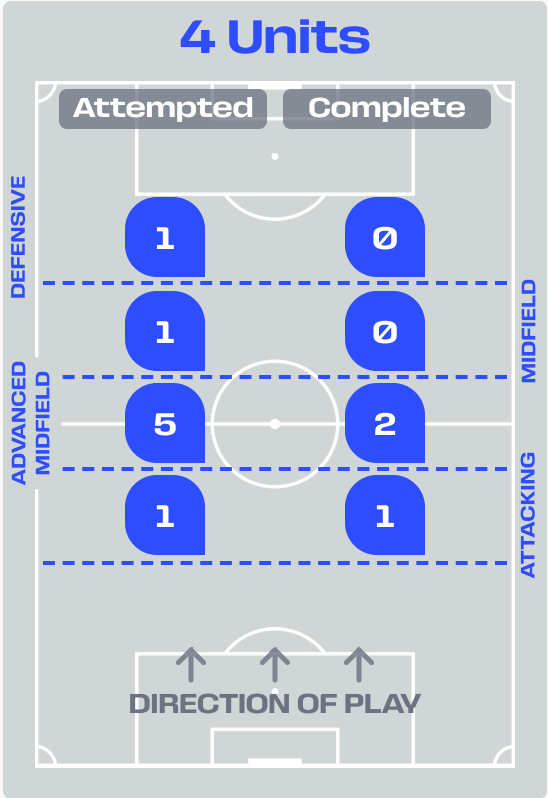 4 Units
Attempted Complete
DEFENSIVE
1 0
MIDFIELD
1 0
ADVANCED
MIDFIELD
5 2
ATTACKING
1 1
DIRECTION OF PLAY